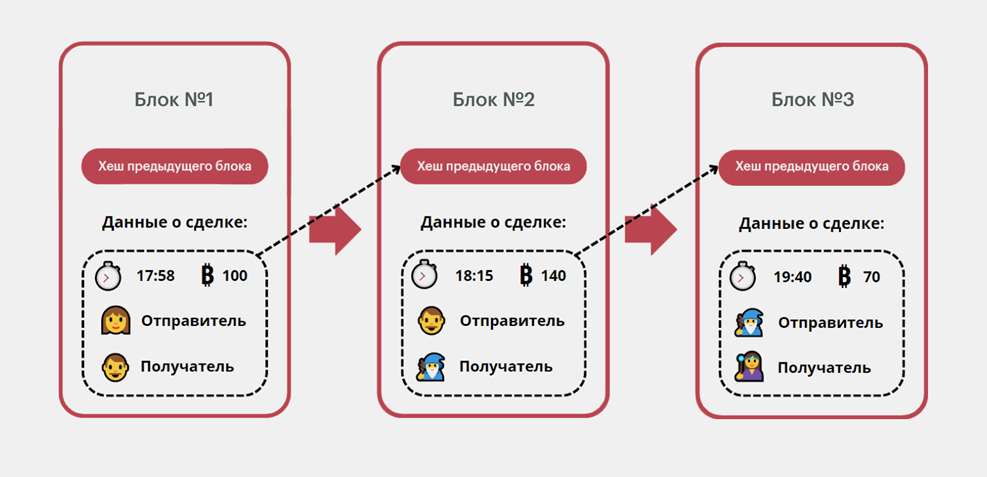 Блок №1
Хеш предыдущего блока
Данные о сделке:
17:58 ₿ 100
Отправитель
Получатель
Блок №2
Хеш предыдущего блока
Данные о сделке:
18:15 ₿ 140
Отправитель
Получатель
Блок №3
Хеш предыдущего блока
Данные о сделке:
19:40 ₿ 70
Отправитель
Получатель